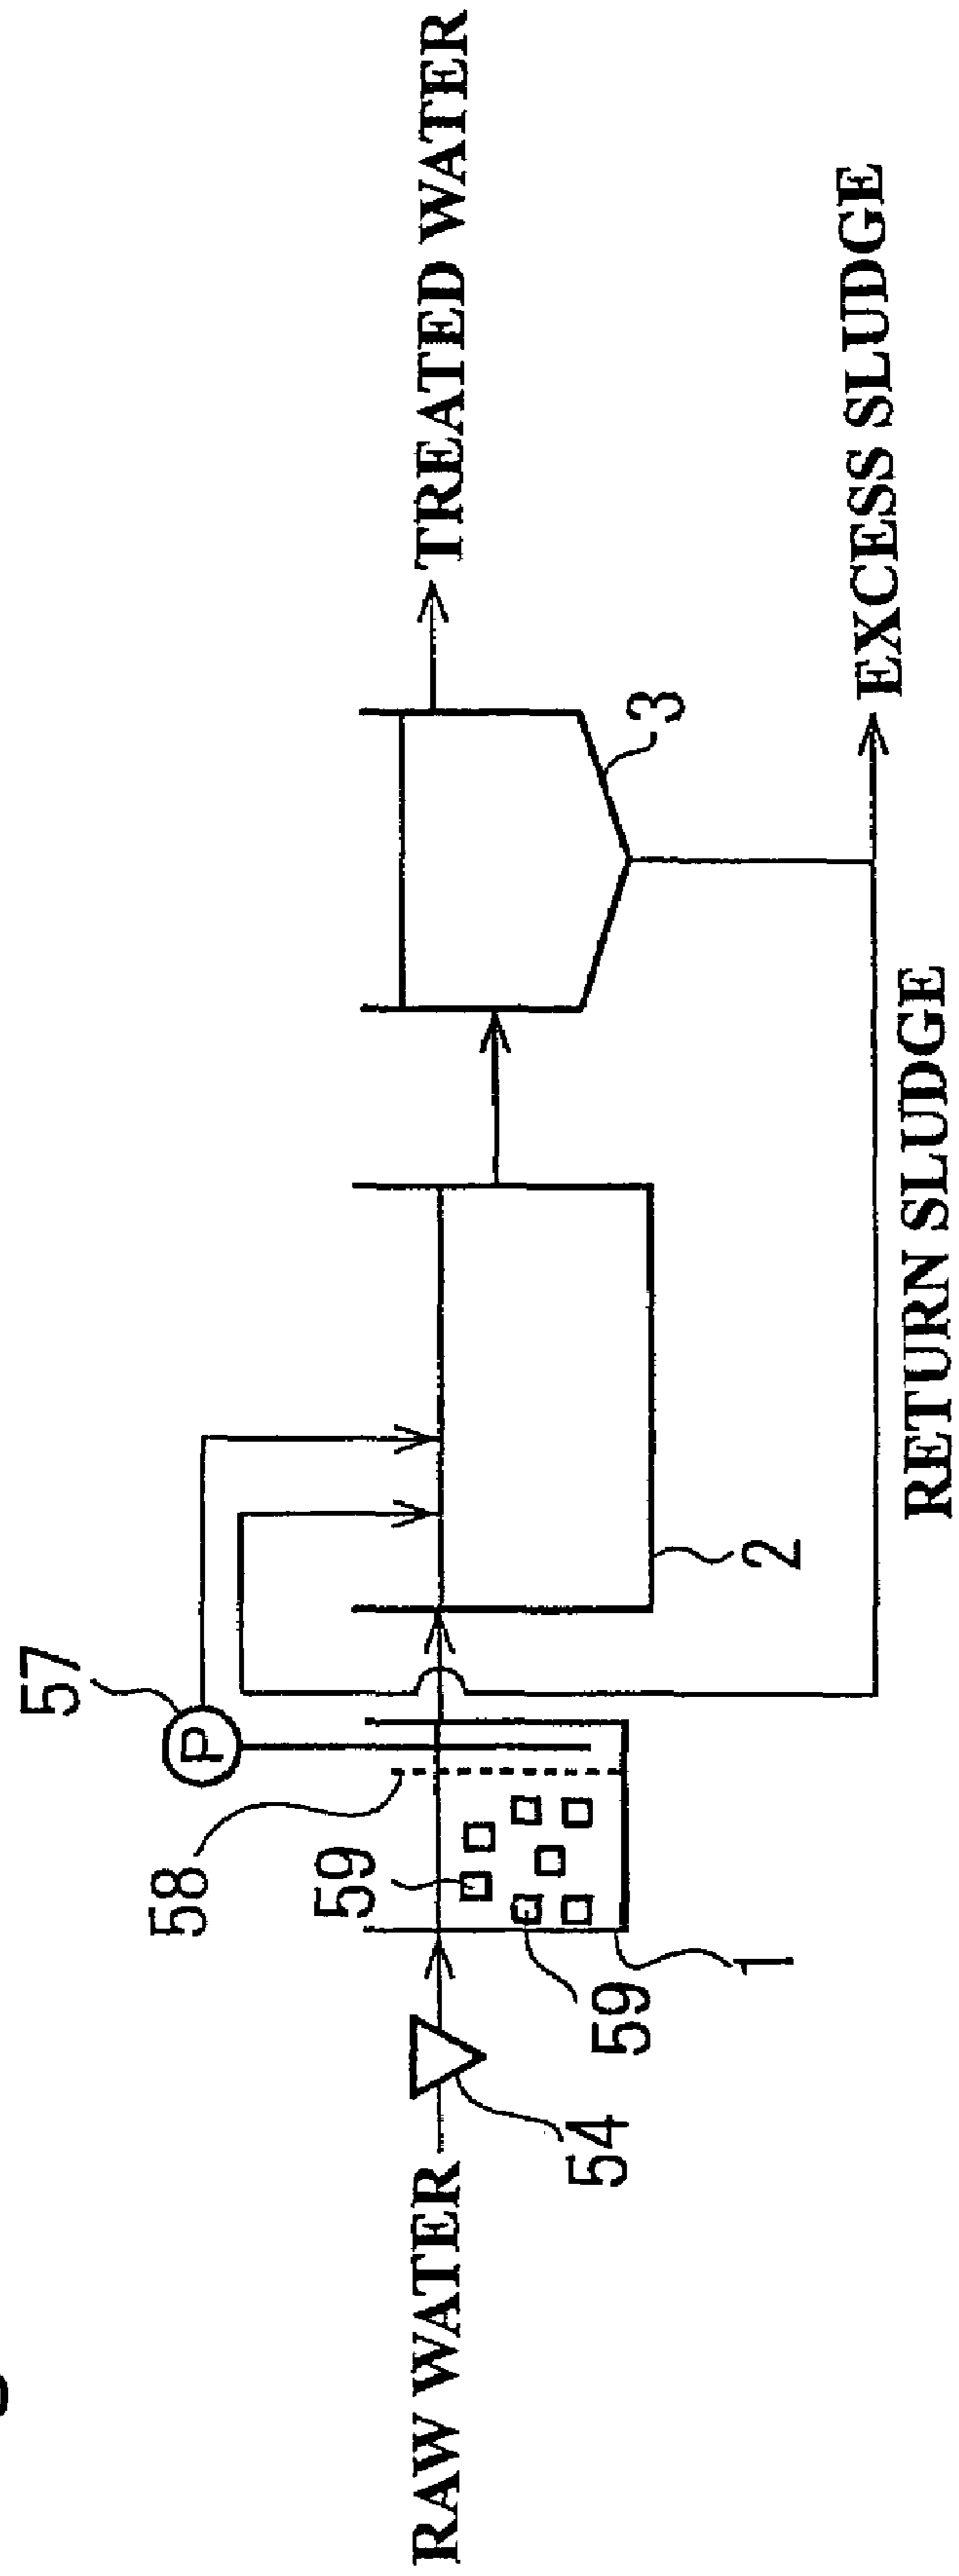 57
P
58
59
59
54
1
2
3
RAW WATER
TREATED WATER
EXCESS SLUDGE
RETURN SLUDGE